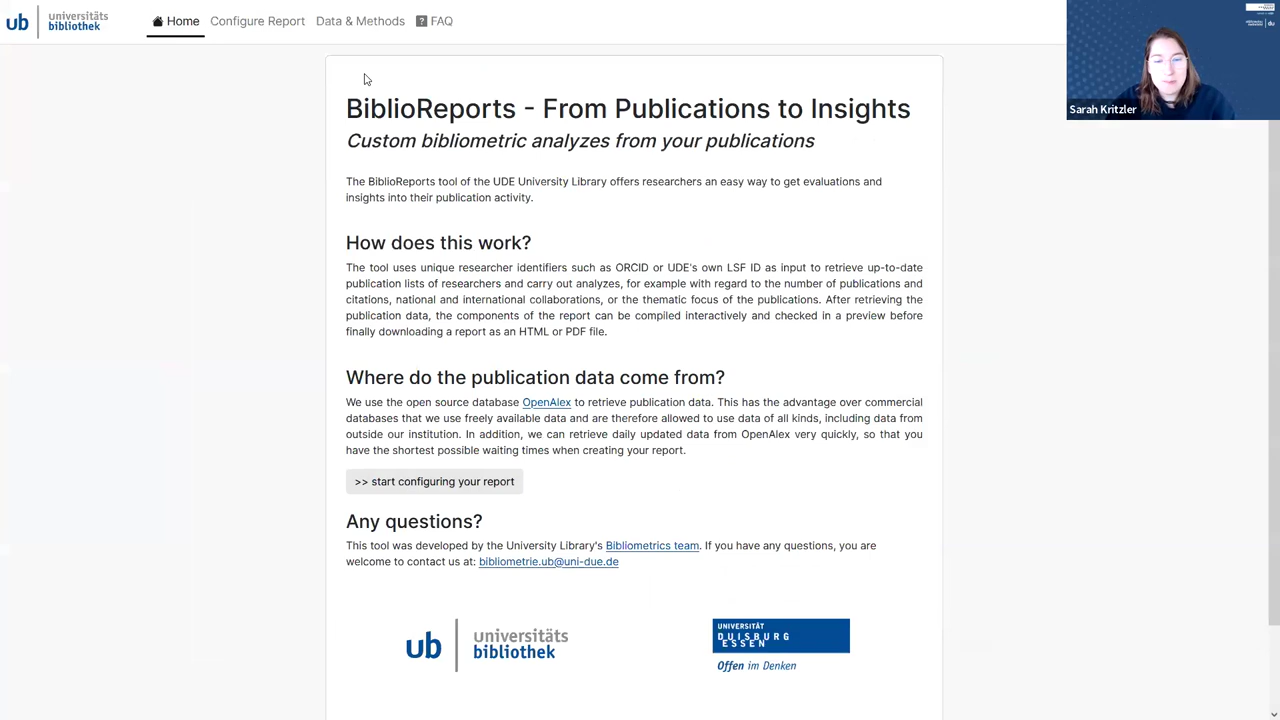 ub universitäts bibliothek
Home Configure Report Data & Methods ? FAQ
Sarah Kritzler
BiblioReports - From Publications to Insights
Custom bibliometric analyzes from your publications
The BiblioReports tool of the UDE University Library offers researchers an easy way to get evaluations and
insights into their publication activity.
How does this work?
The tool uses unique researcher identifiers such as ORCID or UDE's own LSF ID as input to retrieve up-to-date
publication lists of researchers and carry out analyzes, for example with regard to the number of publications and
citations, national and international collaborations, or the thematic focus of the publications. After retrieving the
publication data, the components of the report can be compiled interactively and checked in a preview before
finally downloading a report as an HTML or PDF file.
Where do the publication data come from?
We use the open source database OpenAlex to retrieve publication data. This has the advantage over commercial
databases that we use freely available data and are therefore allowed to use data of all kinds, including data from
outside our institution. In addition, we can retrieve daily updated data from OpenAlex very quickly, so that you
have the shortest possible waiting times when creating your report.
>> start configuring your report
Any questions?
This tool was developed by the University Library's Bibliometrics team. If you have any questions, you are
welcome to contact us at: bibliometrie.ub@uni-due.de
ub universitäts bibliothek
UNIVERSITÄT
DUISBURG
ESSEN
Offen im Denken